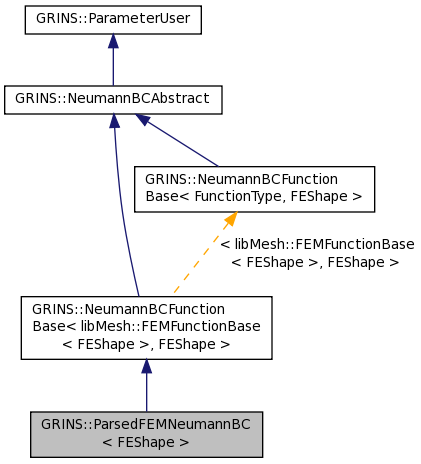 GRINS::ParameterUser
GRINS::NeumannBCAbstract
GRINS::NeumannBCFunction
Base< FunctionType, FEShape >
< libMesh::FEMFunctionBase
< FEShape >, FEShape >
GRINS::NeumannBCFunction
Base< libMesh::FEMFunctionBase
< FEShape >, FEShape >
GRINS::ParsedFEMNeumannBC
< FEShape >